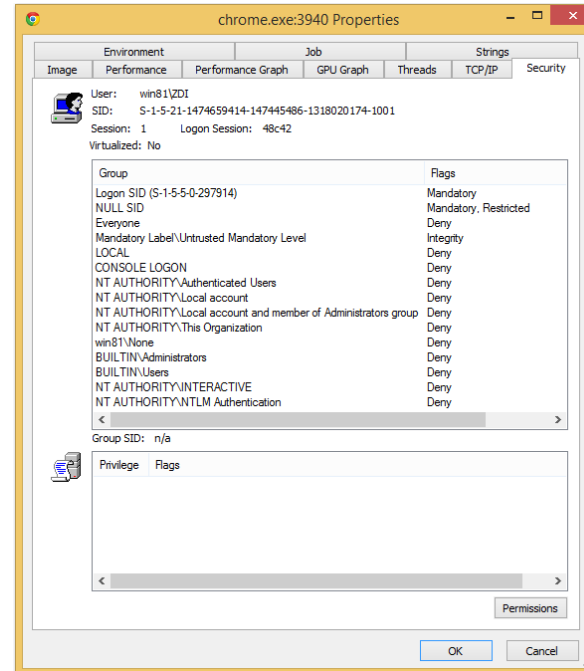 chrome.exe:3940 Properties
Environment Job Strings
Image Performance Performance Graph GPU Graph Threads TCP/IP Security
User: win81\ZDI
SID: S-1-5-21-1474659414-147445486-1318020174-1001
Session: 1 Logon Session: 48c42
Virtualized: No
Group Flags
Logon SID (S-1-5-5-0-297914) Mandatory
NULL SID Mandatory, Restricted
Everyone Deny
Mandatory Label\Untrusted Mandatory Level Integrity
LOCAL Deny
CONSOLE LOGON Deny
NT AUTHORITY\Authenticated Users Deny
NT AUTHORITY\Local account Deny
NT AUTHORITY\Local account and member of Administrators group Deny
NT AUTHORITY\This Organization Deny
win81\None Deny
BUILTIN\Administrators Deny
BUILTIN\Users Deny
NT AUTHORITY\INTERACTIVE Deny
NT AUTHORITY\NTLM Authentication Deny
Group SID: n/a
Privilege Flags
Permissions
OK Cancel